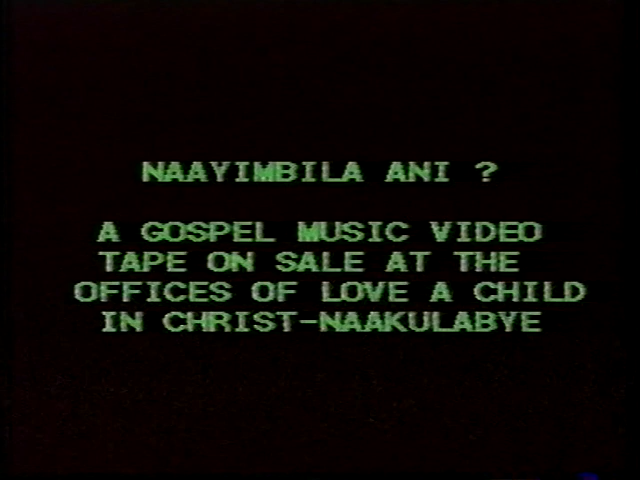 NAAYIMBILA ANI ?
A GOSPEL MUSIC VIDEO
TAPE ON SALE AT THE
OFFICES OF LOVE A CHILD
IN CHRIST-NAAKULABYE